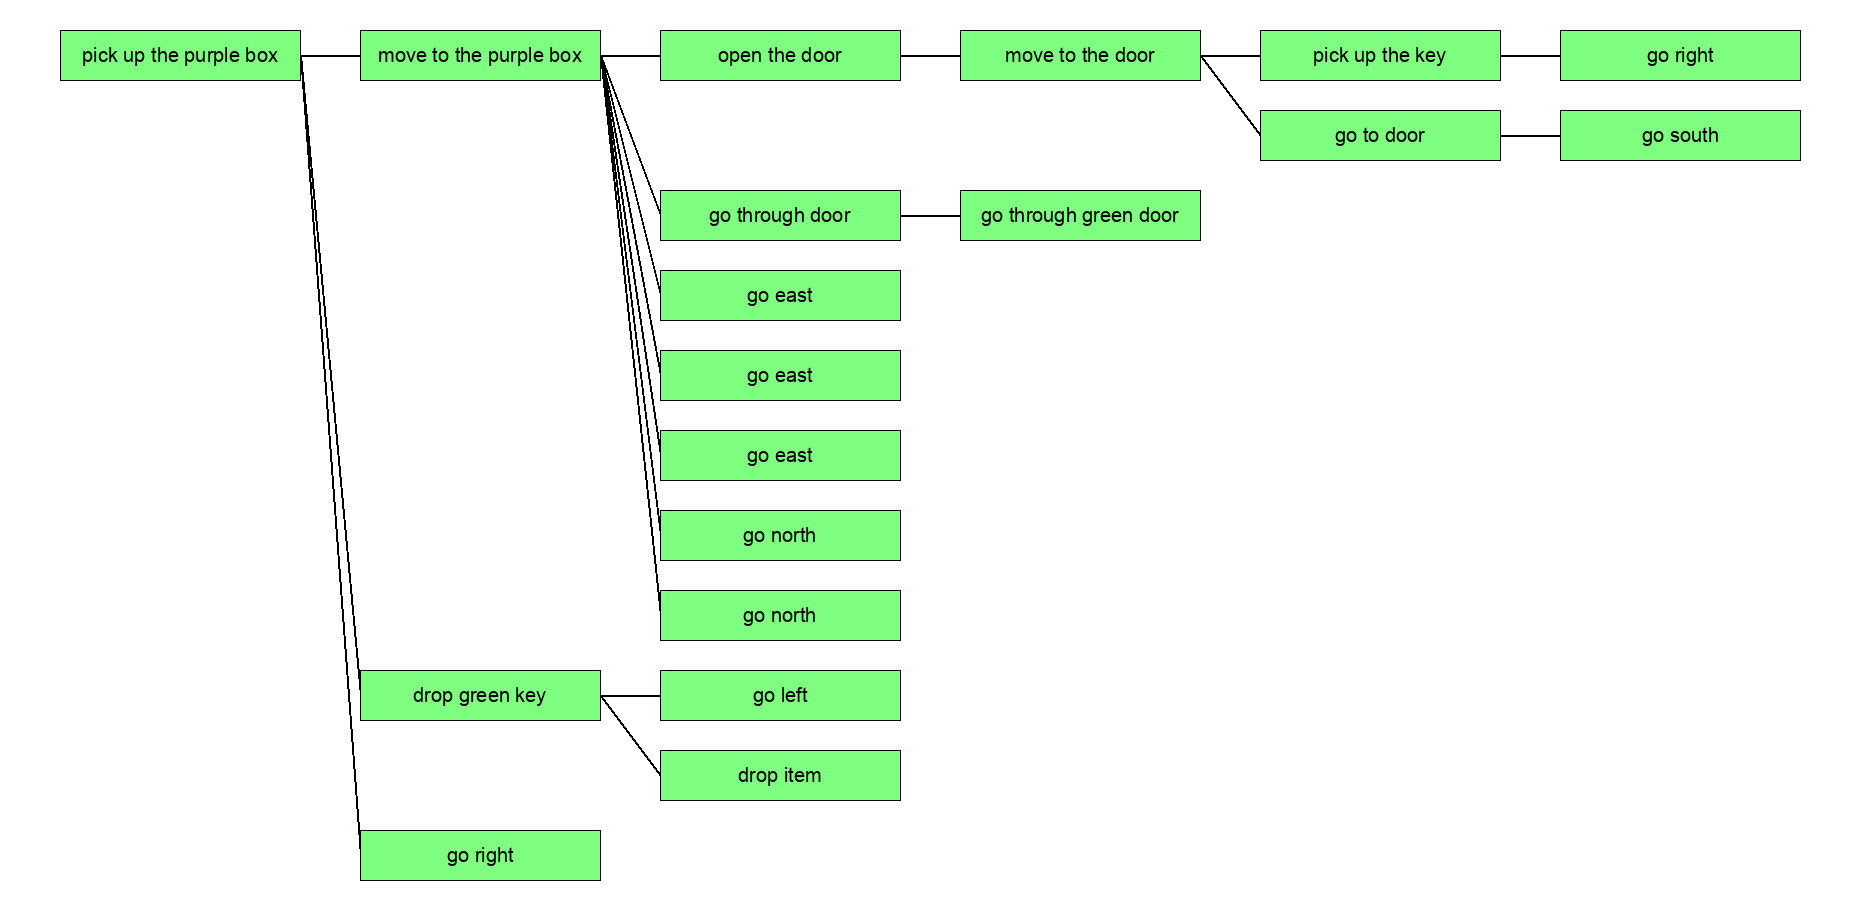 pick up the purple box
move to the purple box
open the door
move to the door
pick up the key
go right
go to door
go south
go through door
go through green door
go east
go east
go east
go north
go north
drop green key
go left
drop item
go right